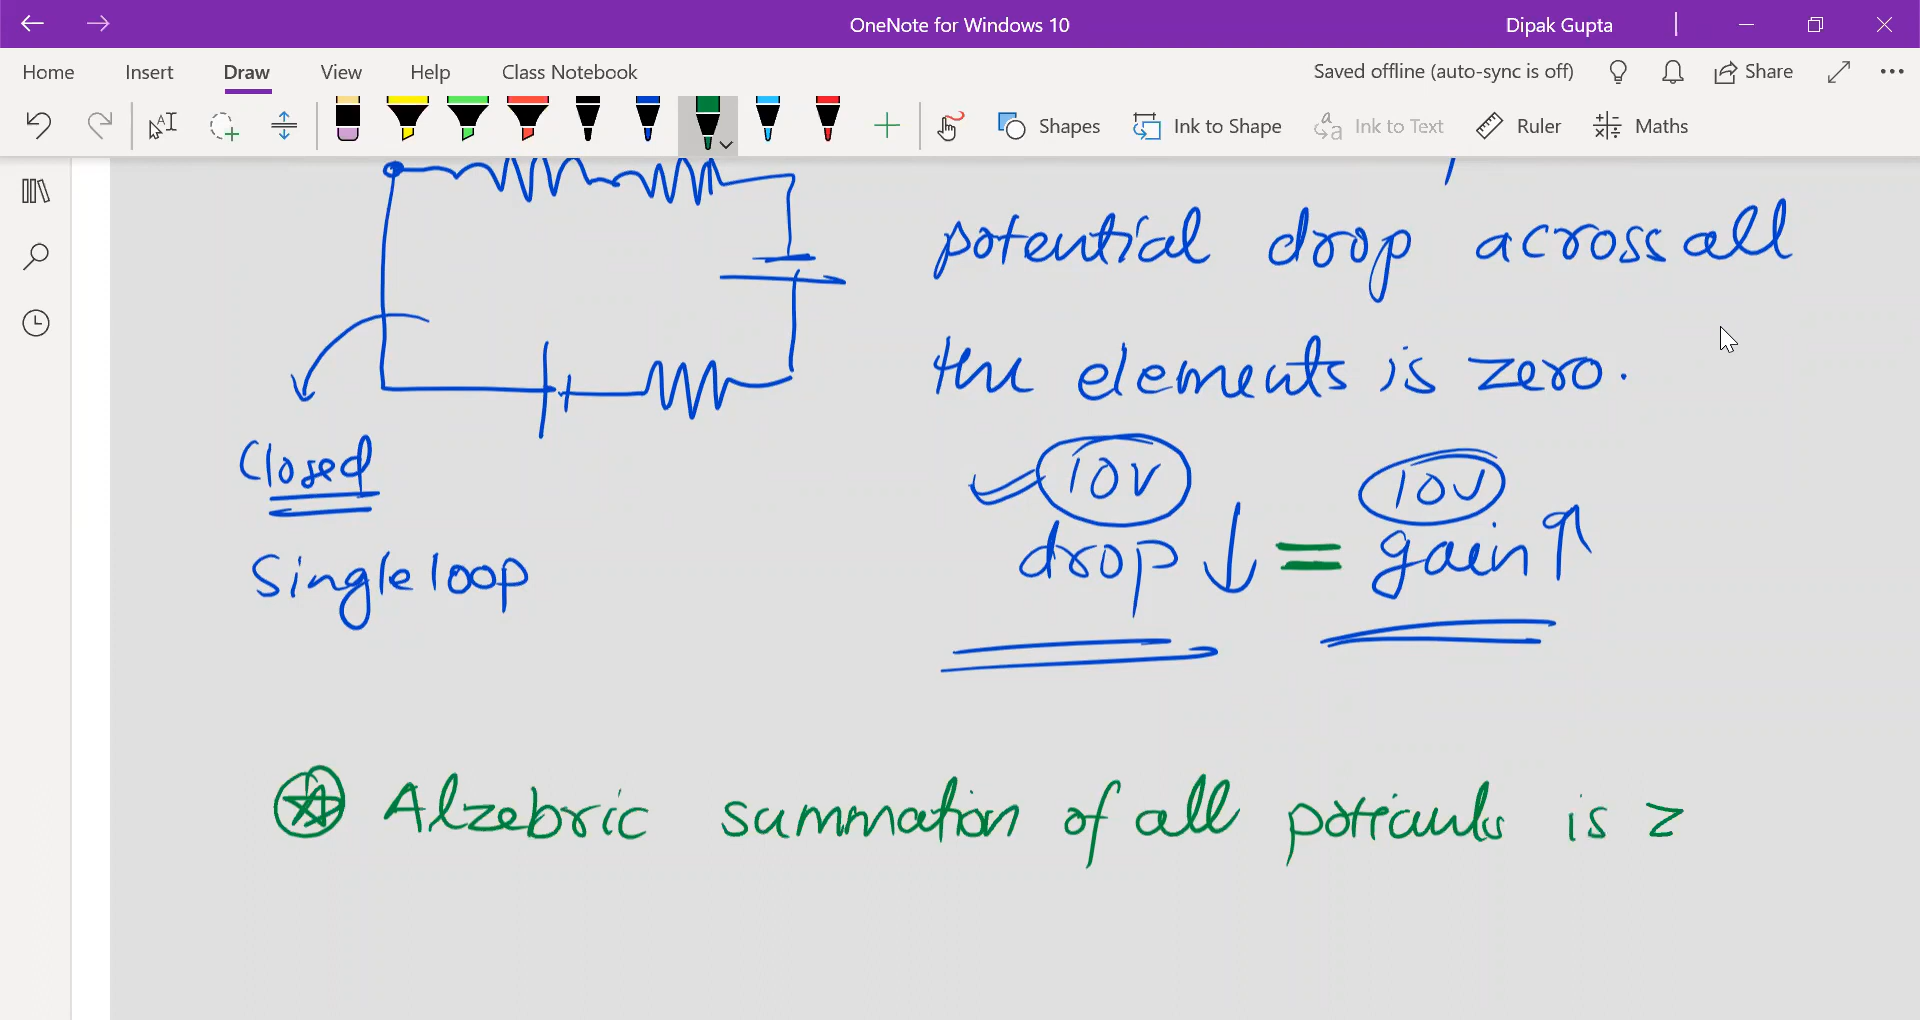 OneNote for Windows 10
Dipak Gupta
Home Insert Draw View Help Class Notebook
Saved offline (auto-sync is off) Share
Shapes Ink to Shape Ink to Text Ruler Maths
potential drop across all
the elements is zero.
Closed
Single loop
10V 10V
drop ↓ = gain ↑
Alzebric summation of all is z